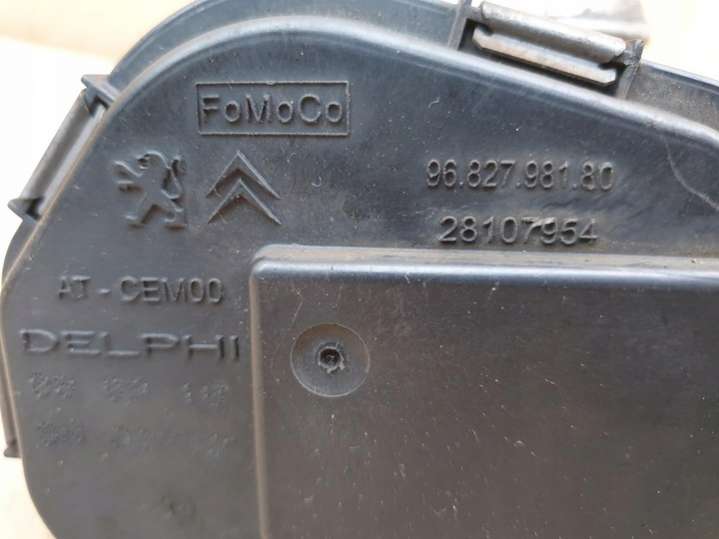 FoMoCo
96.827.981.80
28107954
AT - CEM00
DELPHI